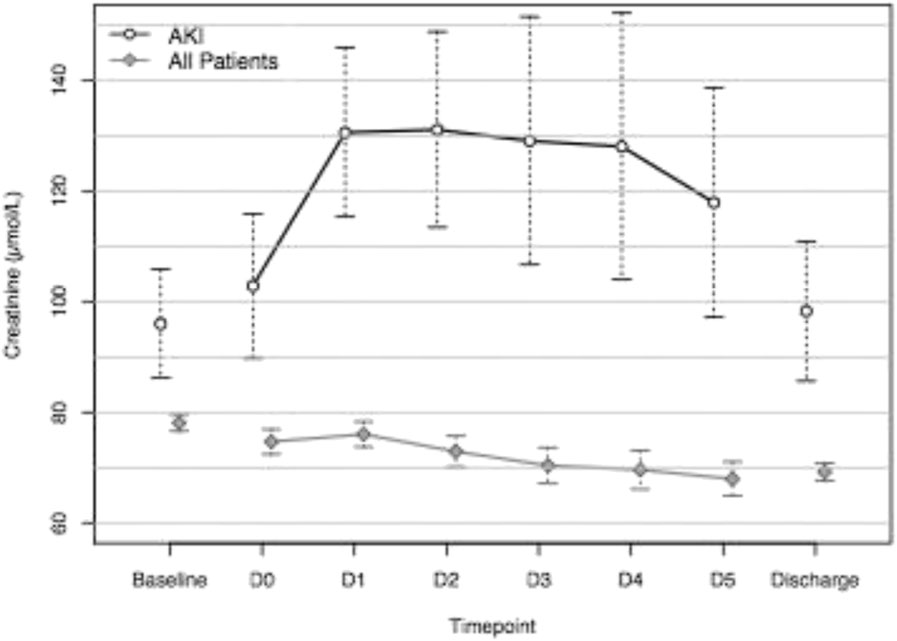 AKI
All Patients
Creatinine (μmol/L)
140
120
100
80
60
Baseline D0 D1 D2 D3 D4 D5 Discharge
Timepoint